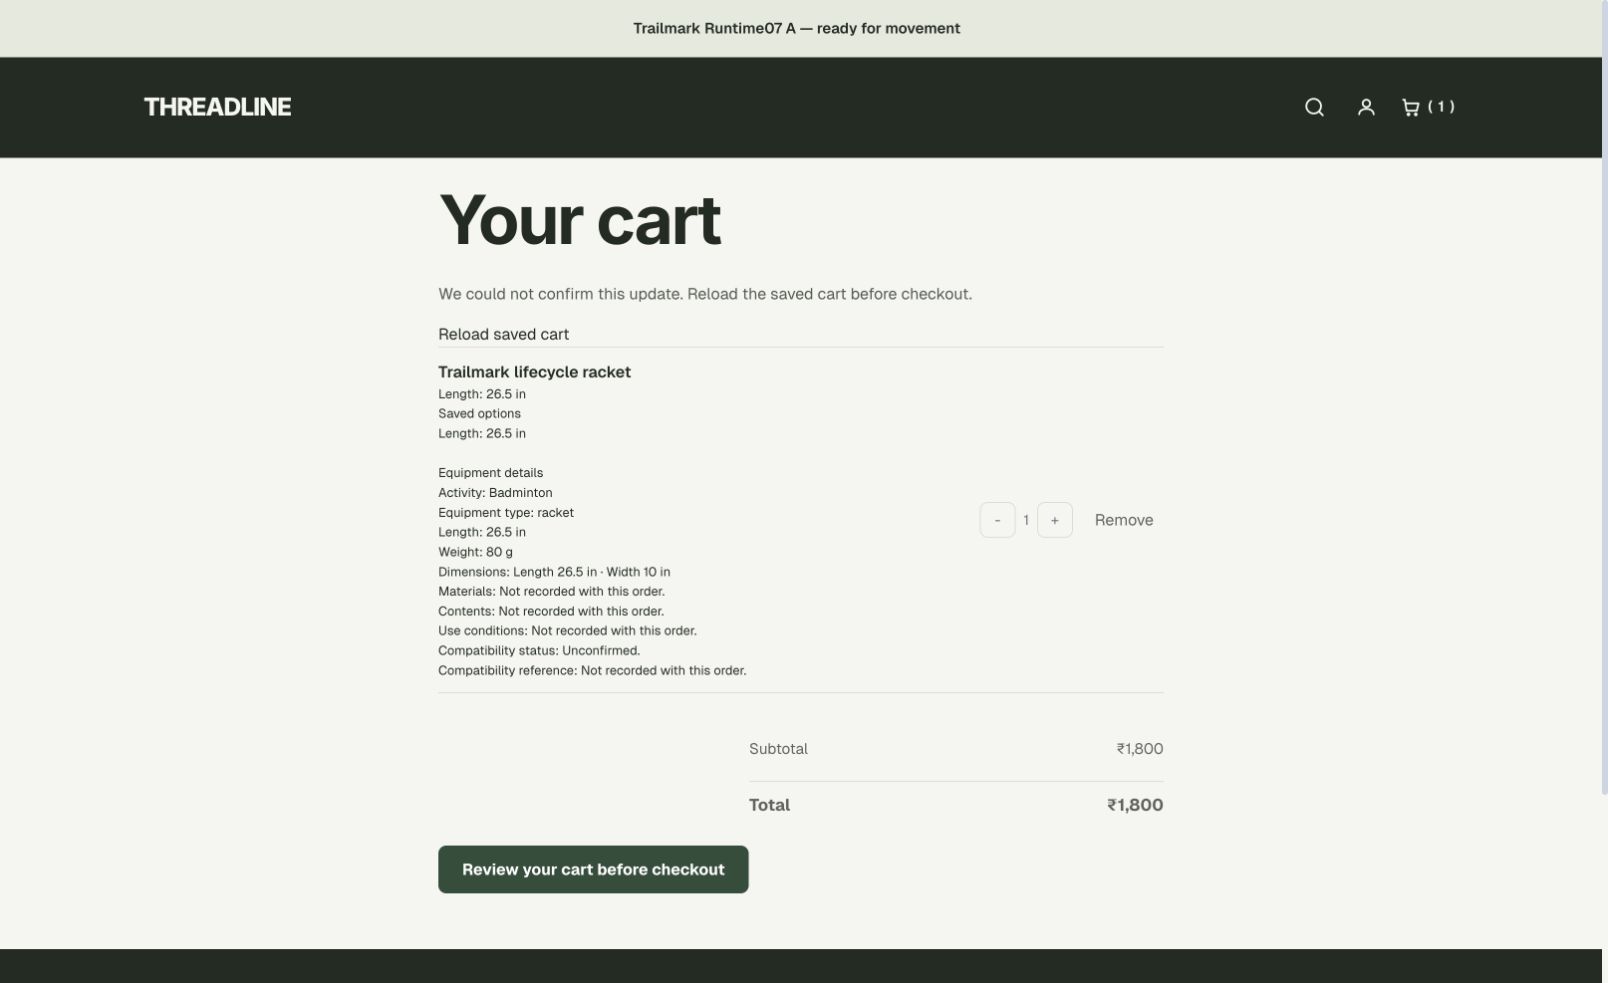 Trailmark Runtime07 A — ready for movement
THREADLINE
( 1 )
Your cart
We could not confirm this update. Reload the saved cart before checkout.
Reload saved cart
Trailmark lifecycle racket
Length: 26.5 in
Saved options
Length: 26.5 in
Equipment details
Activity: Badminton
Equipment type: racket
Length: 26.5 in
Weight: 80 g
Dimensions: Length 26.5 in · Width 10 in
Materials: Not recorded with this order.
Contents: Not recorded with this order.
Use conditions: Not recorded with this order.
Compatibility status: Unconfirmed.
Compatibility reference: Not recorded with this order.
- 1 + Remove
Subtotal ₹1,800
Total ₹1,800
Review your cart before checkout